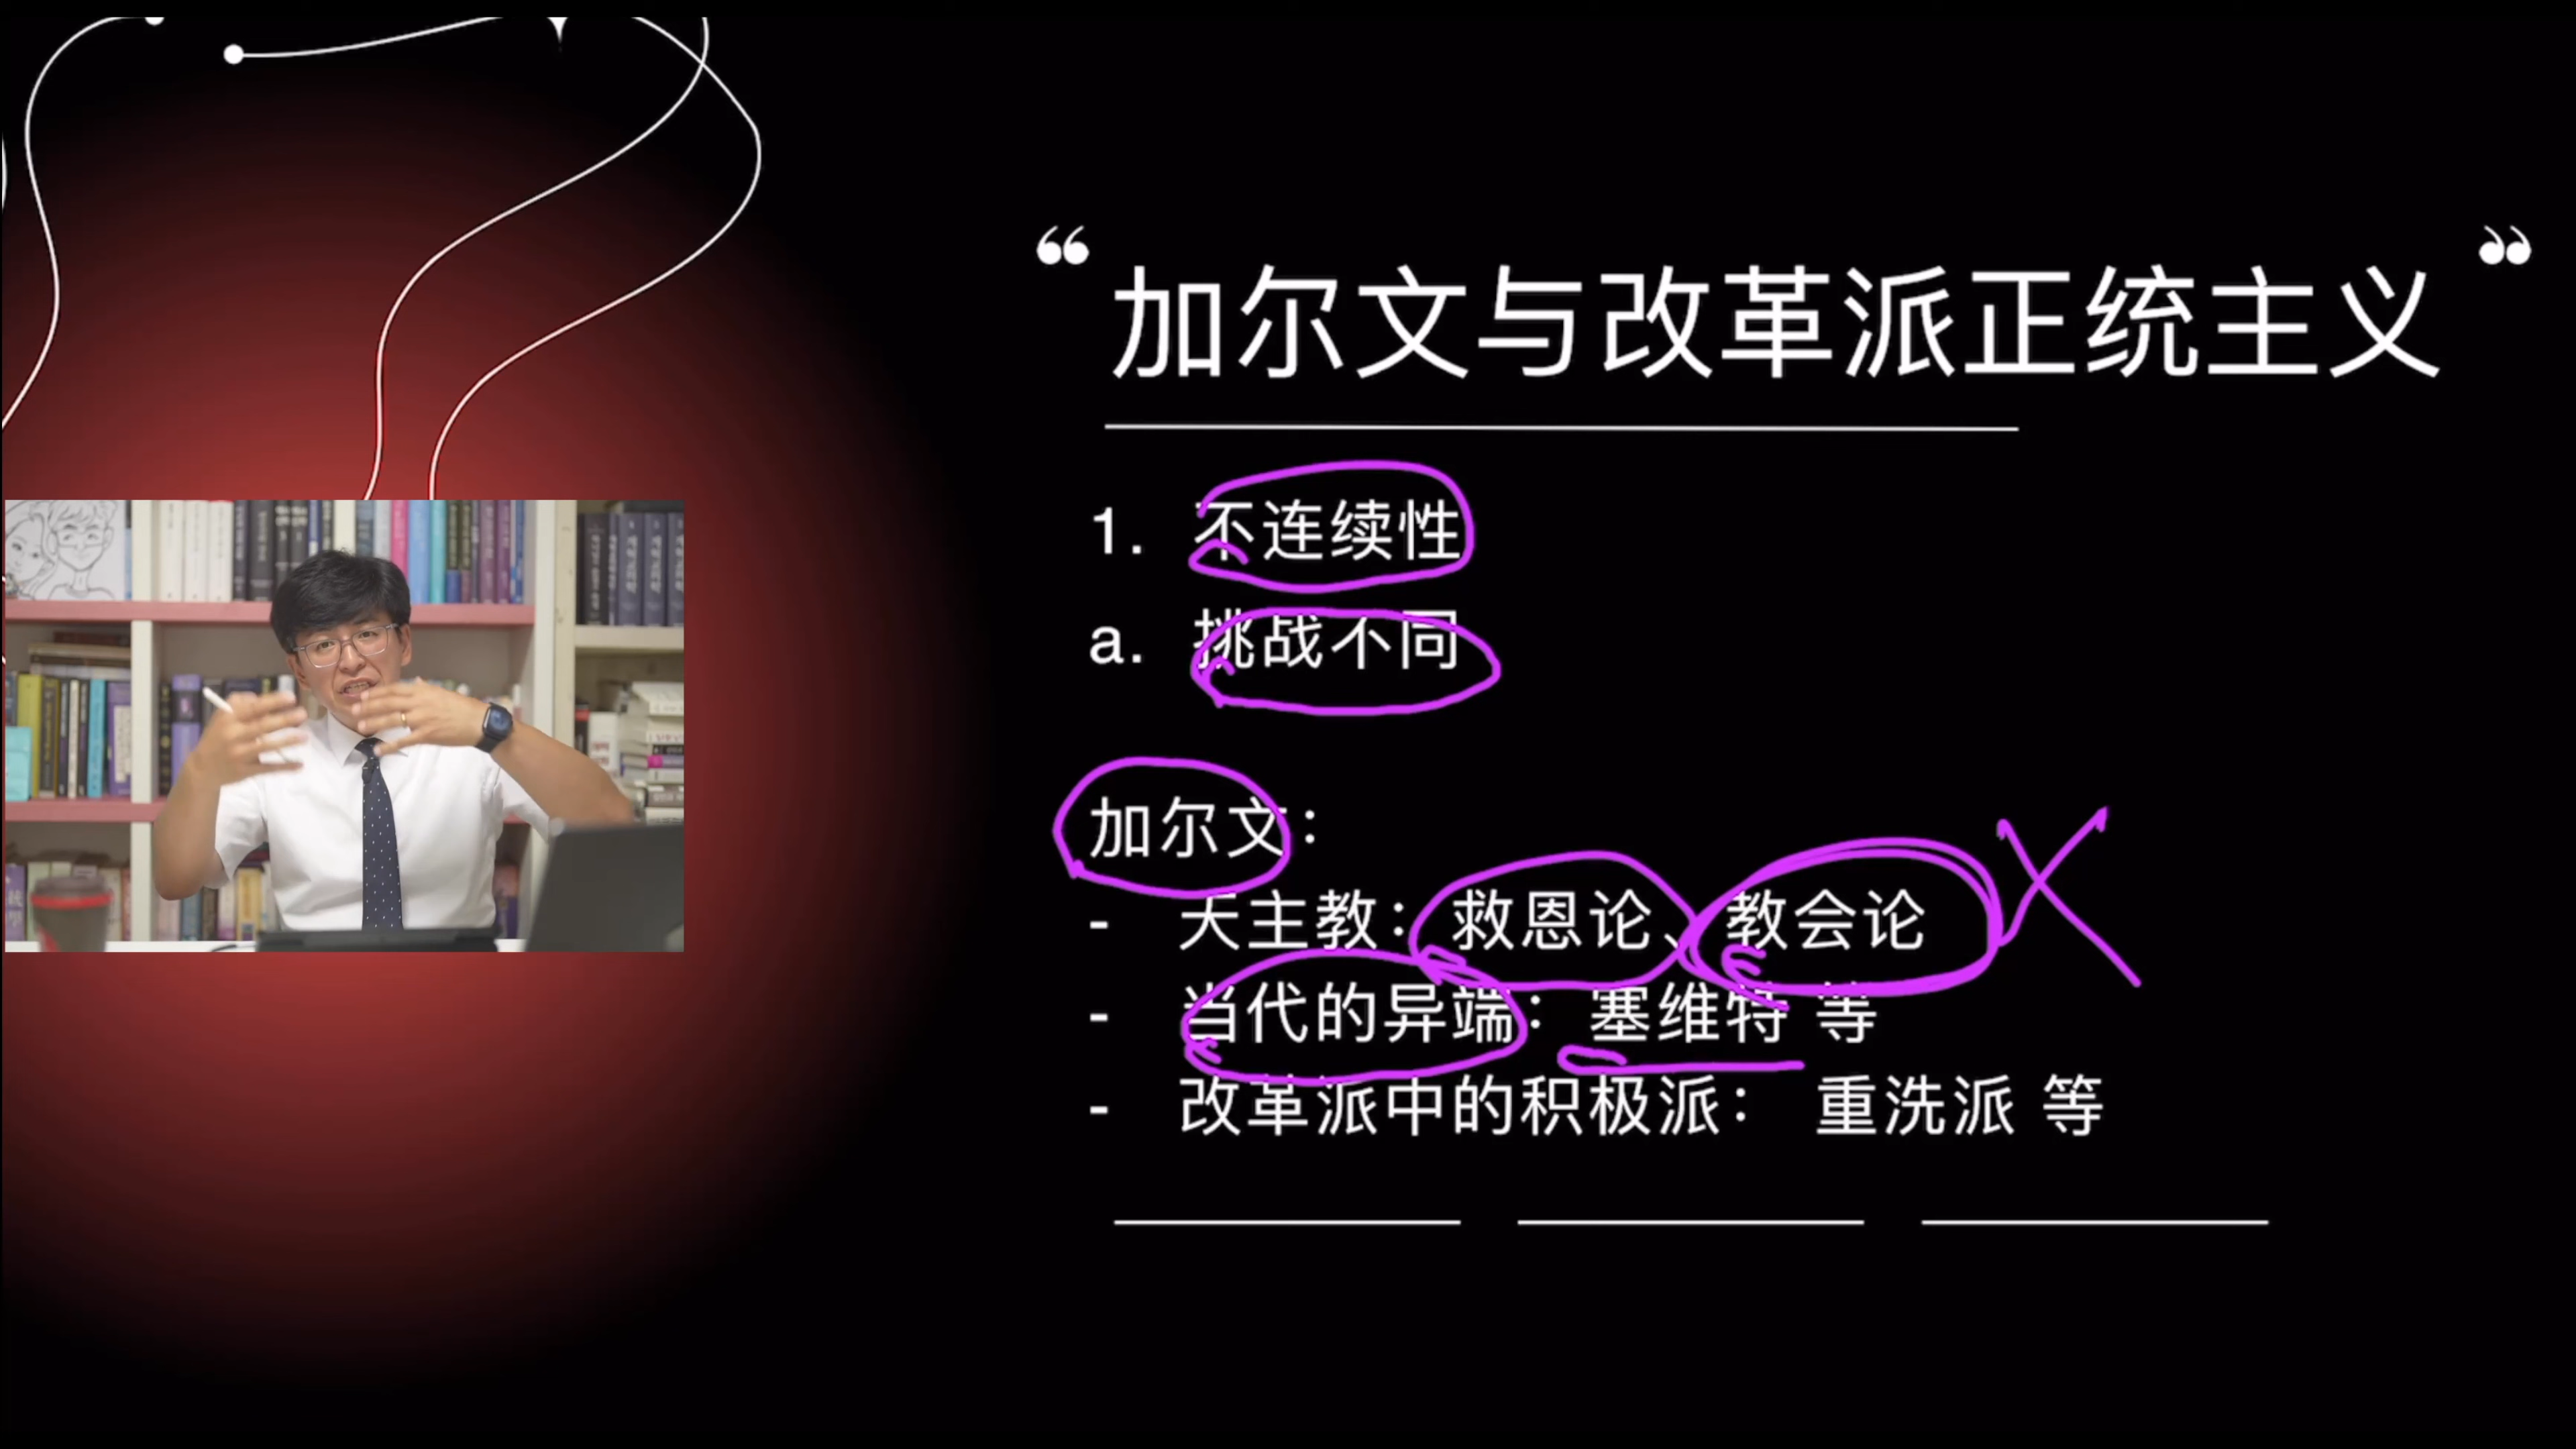 “加尔文与改革派正统主义”
1. 不连续性
a. 挑战不同
加尔文：
- 天主教：救恩论、教会论
- 当代的异端： 塞维特 等
- 改革派中的积极派： 重洗派 等